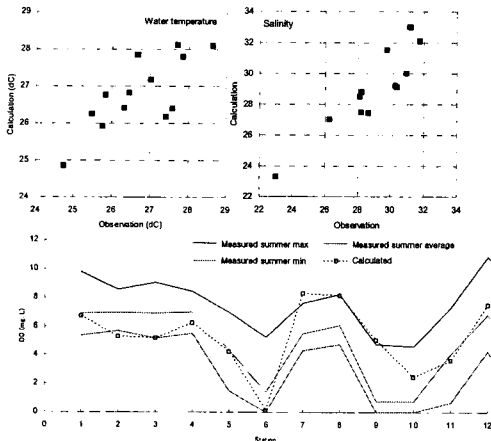 Water temperature
29
28
27
26
25
24
Calculation (dC)
24 25 26 27 28 29
Observation (dC)
Salinity
34
32
30
28
26
24
22
Calculation
22 24 26 28 30 32 34
Observation
Measured summer max
Measured summer average
Measured summer min
Calculated
12
10
8
6
4
2
0
DO (mg. L)
0 1 2 3 4 5 6 7 8 9 10 11 12
Station